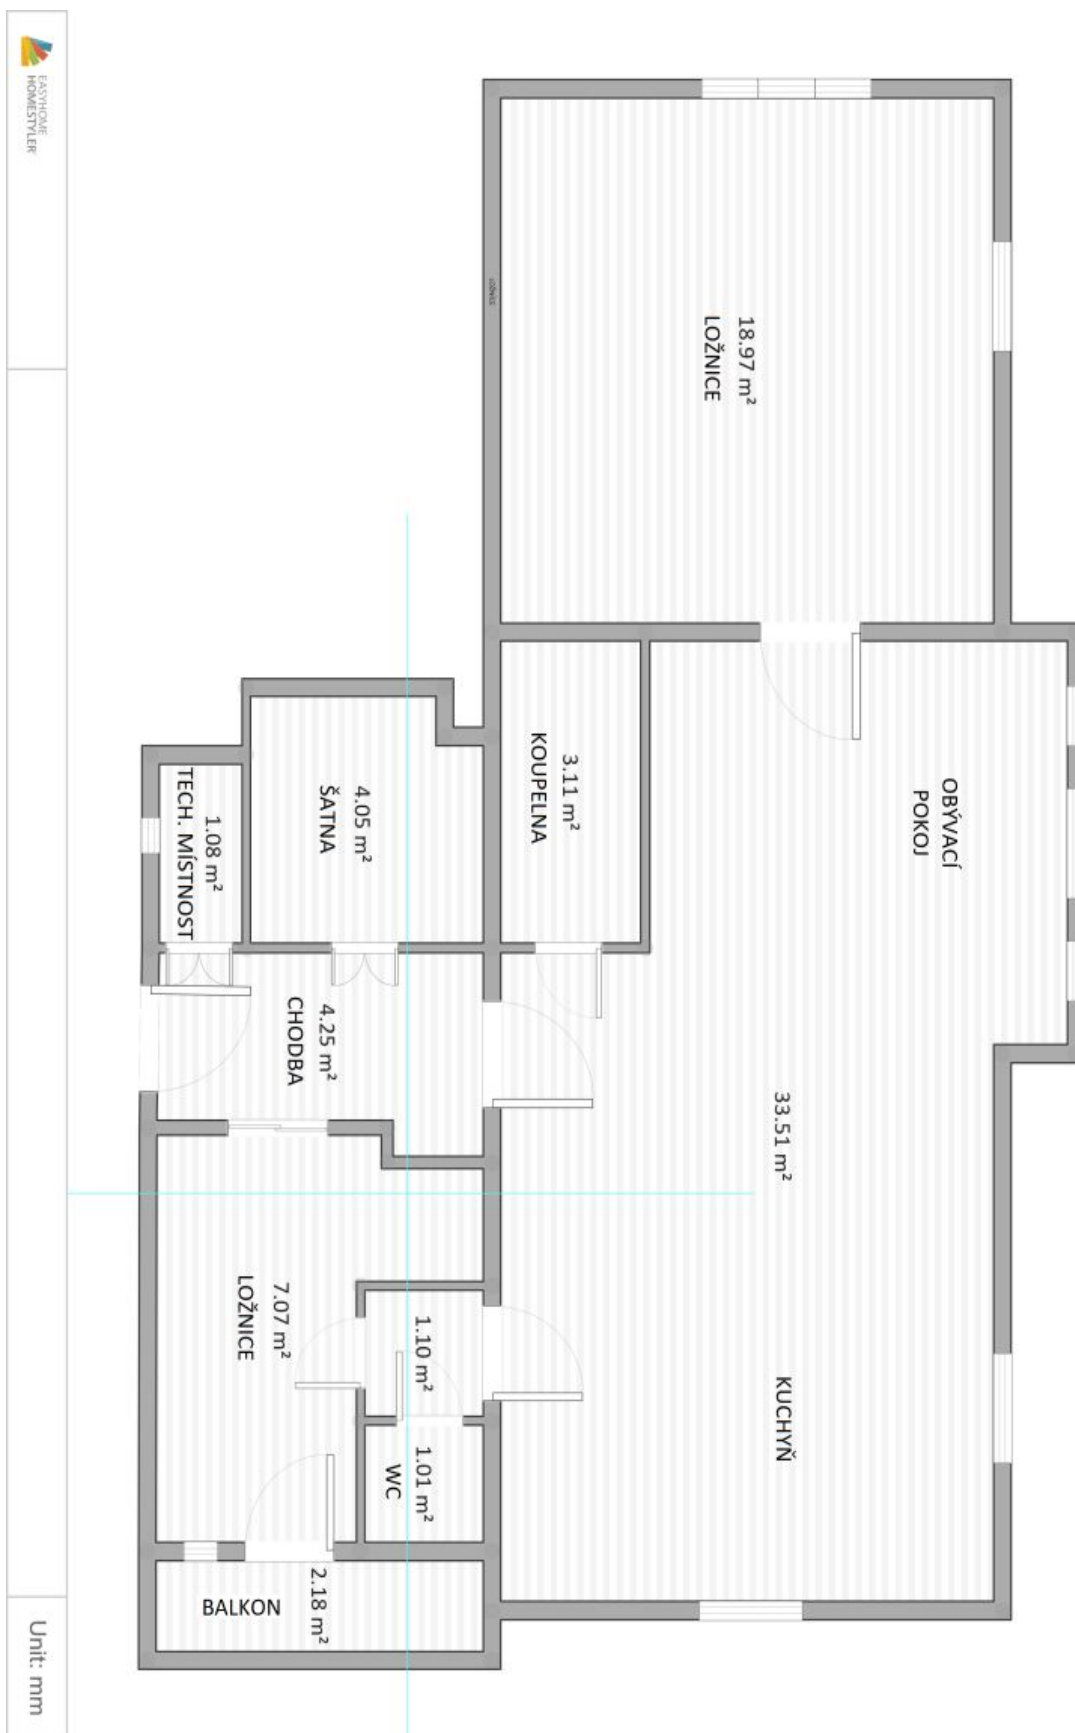 EASYHOME
HOMESTYLER
18.97 m²
LOŽNICE
LOŽNICE
OBÝVACÍ
POKOJ
3.11 m²
KOUPELNA
4.05 m²
ŠATNA
1.08 m²
TECH. MÍSTNOST
4.25 m²
CHODBA
33.51 m²
KUCHYŇ
7.07 m²
LOŽNICE
1.10 m²
1.01 m²
WC
2.18 m²
BALKON
Unit: mm